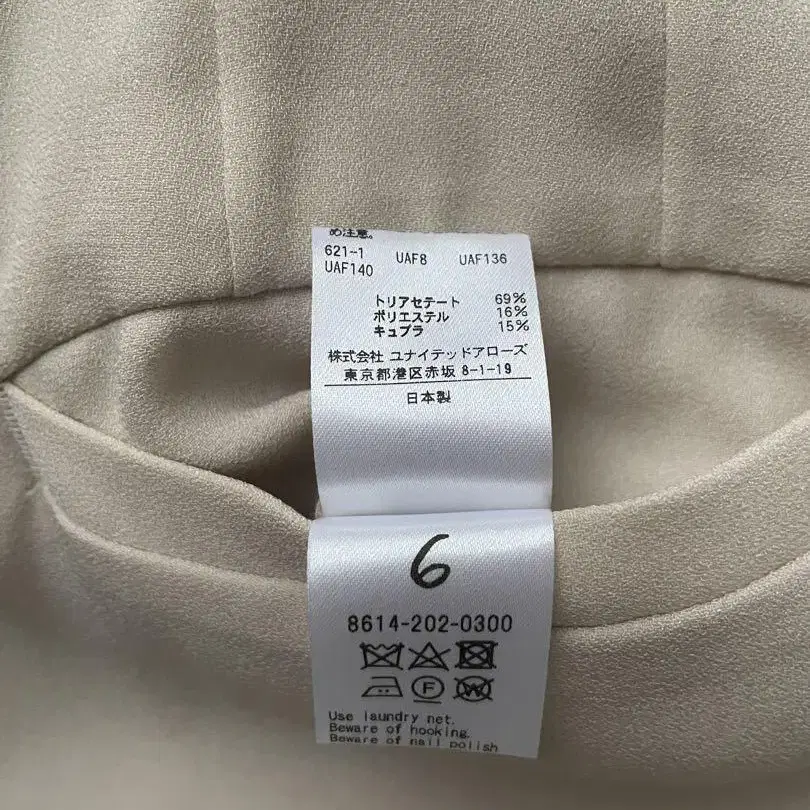 め注意。
621-1 UAF8 UAF136
UAF140
トリアセテート 69%
ポリエステル 16%
キュプラ 15%
株式会社 ユナイテッドアローズ
東京都港区赤坂 8-1-19
日本製
6
8614-202-0300
F W
Use laundry net.
Beware of hooking.
Beware of nail polish